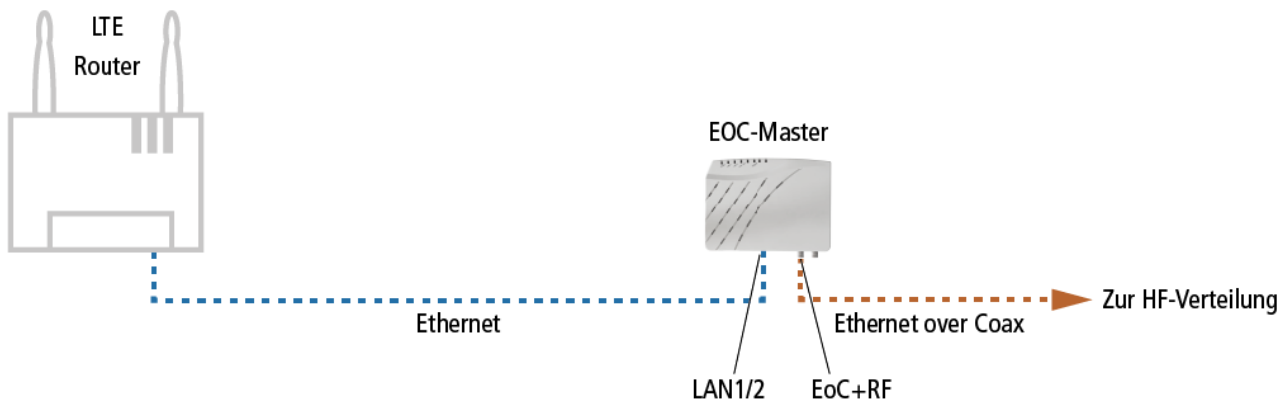 LTE
Router
EOC-Master
Zur HF-Verteilung
Ethernet
Ethernet over Coax
LAN1/2
EoC+RF